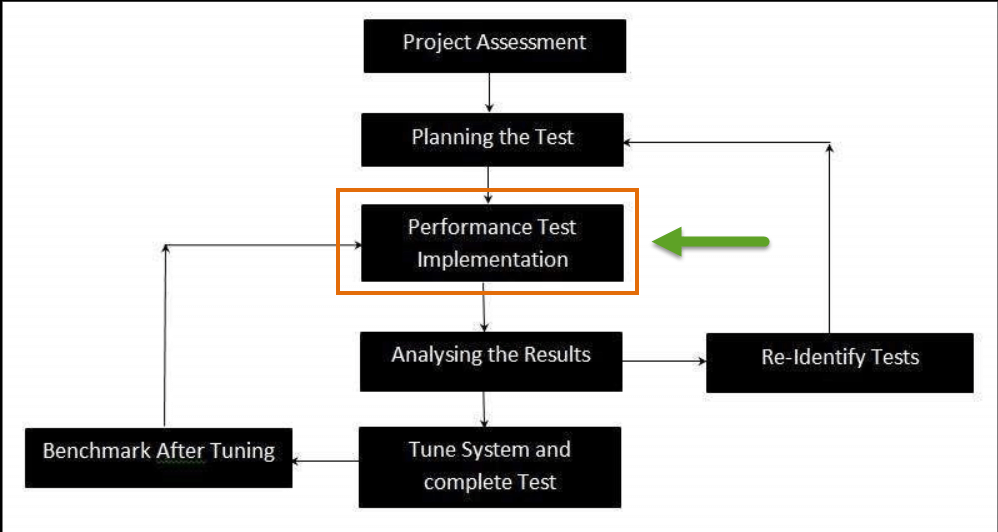 Project Assessment
Planning the Test
Performance Test
Implementation
Analysing the Results
Re-Identify Tests
Benchmark After Tuning
Tune System and
complete Test